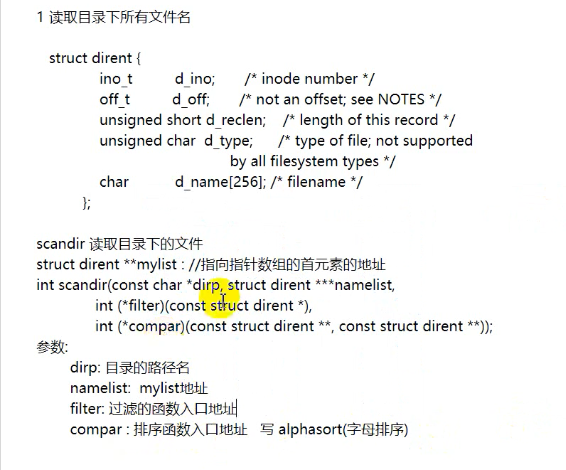 1 读取目录下所有文件名
struct dirent {
ino_t d_ino; /* inode number */
off_t d_off; /* not an offset; see NOTES */
unsigned short d_reclen; /* length of this record */
unsigned char d_type; /* type of file; not supported
by all filesystem types */
char d_name[256]; /* filename */
};
scandir 读取目录下的文件
struct dirent **mylist : //指向指针数组的首元素的地址
int scandir(const char *dirp, struct dirent ***namelist,
int (*filter)(const struct dirent *),
int (*compar)(const struct dirent **, const struct dirent **));
参数:
dirp: 目录的路径名
namelist: mylist地址
filter: 过滤的函数入口地址
compar : 排序函数入口地址 写 alphasort(字母排序)